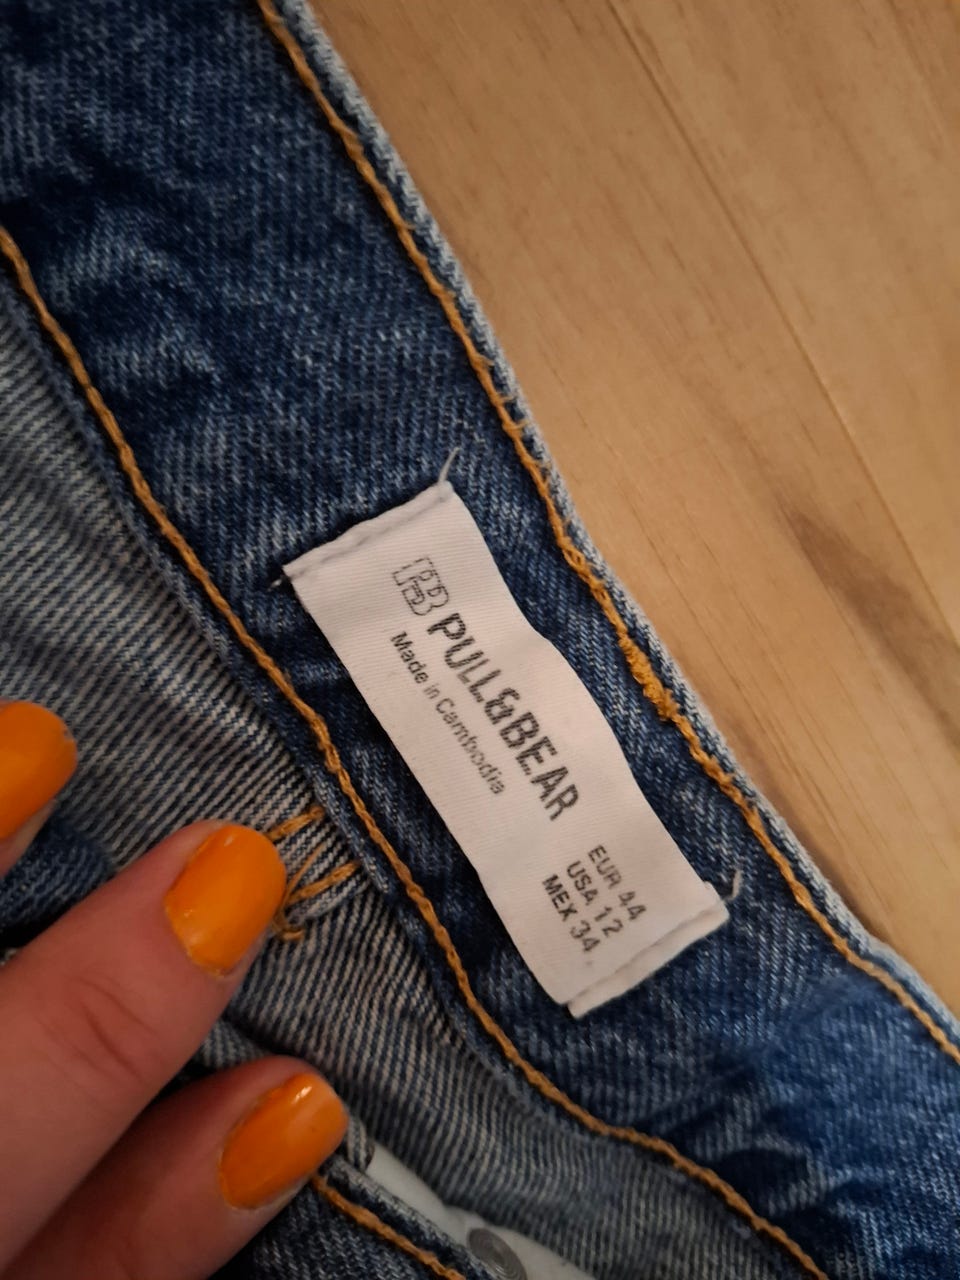 PB PULL&BEAR
Made in Cambodia
EUR 44
USA 12
MEX 34